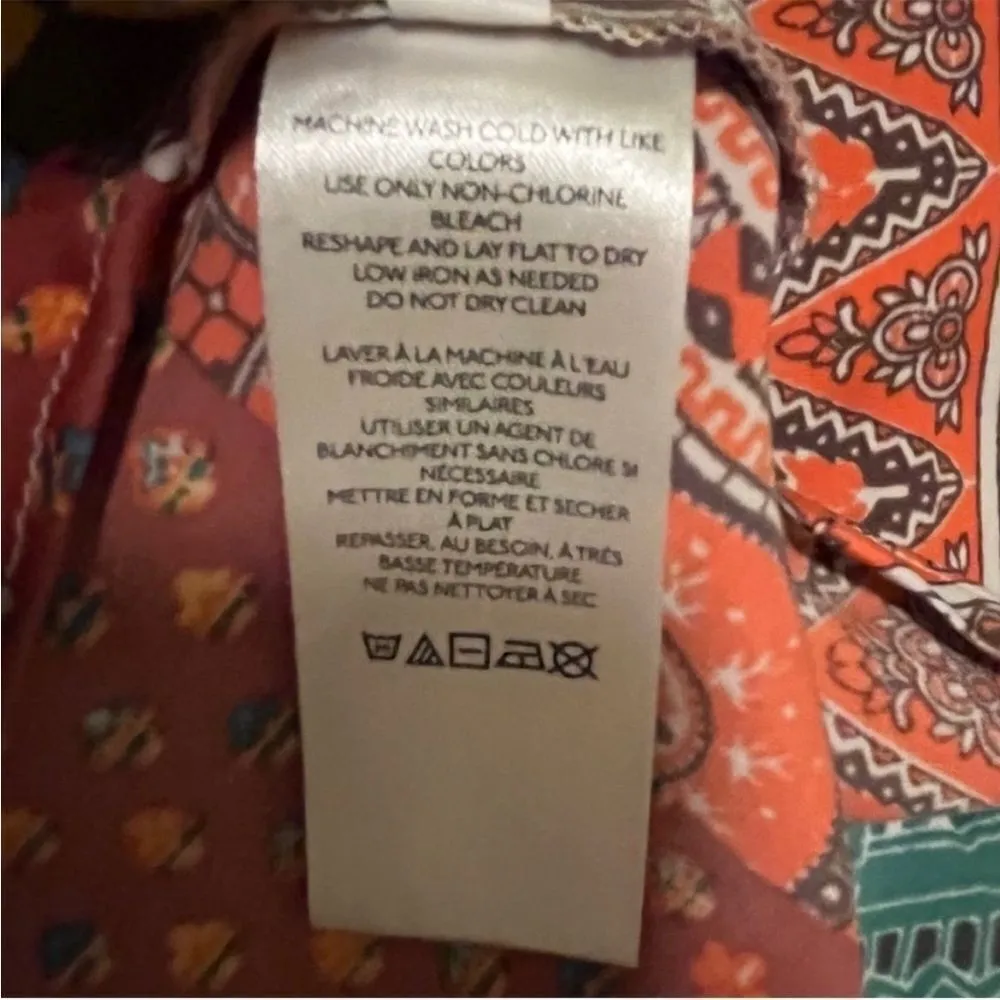 MACHINE WASH COLD WITH LIKE
COLORS
USE ONLY NON-CHLORINE
BLEACH
RESHAPE AND LAY FLAT TO DRY
LOW IRON AS NEEDED
DO NOT DRY CLEAN
LAVER À LA MACHINE À L'EAU
FROIDE AVEC COULEURS
SIMILAIRES
UTILISER UN AGENT DE
BLANCHIMENT SANS CHLORE SI
NÉCESSAIRE
METTRE EN FORME ET SECHER
À PLAT
REPASSER, AU BESOIN, À TRÈS
BASSE TEMPÉRATURE
NE PAS NETTOYER À SEC